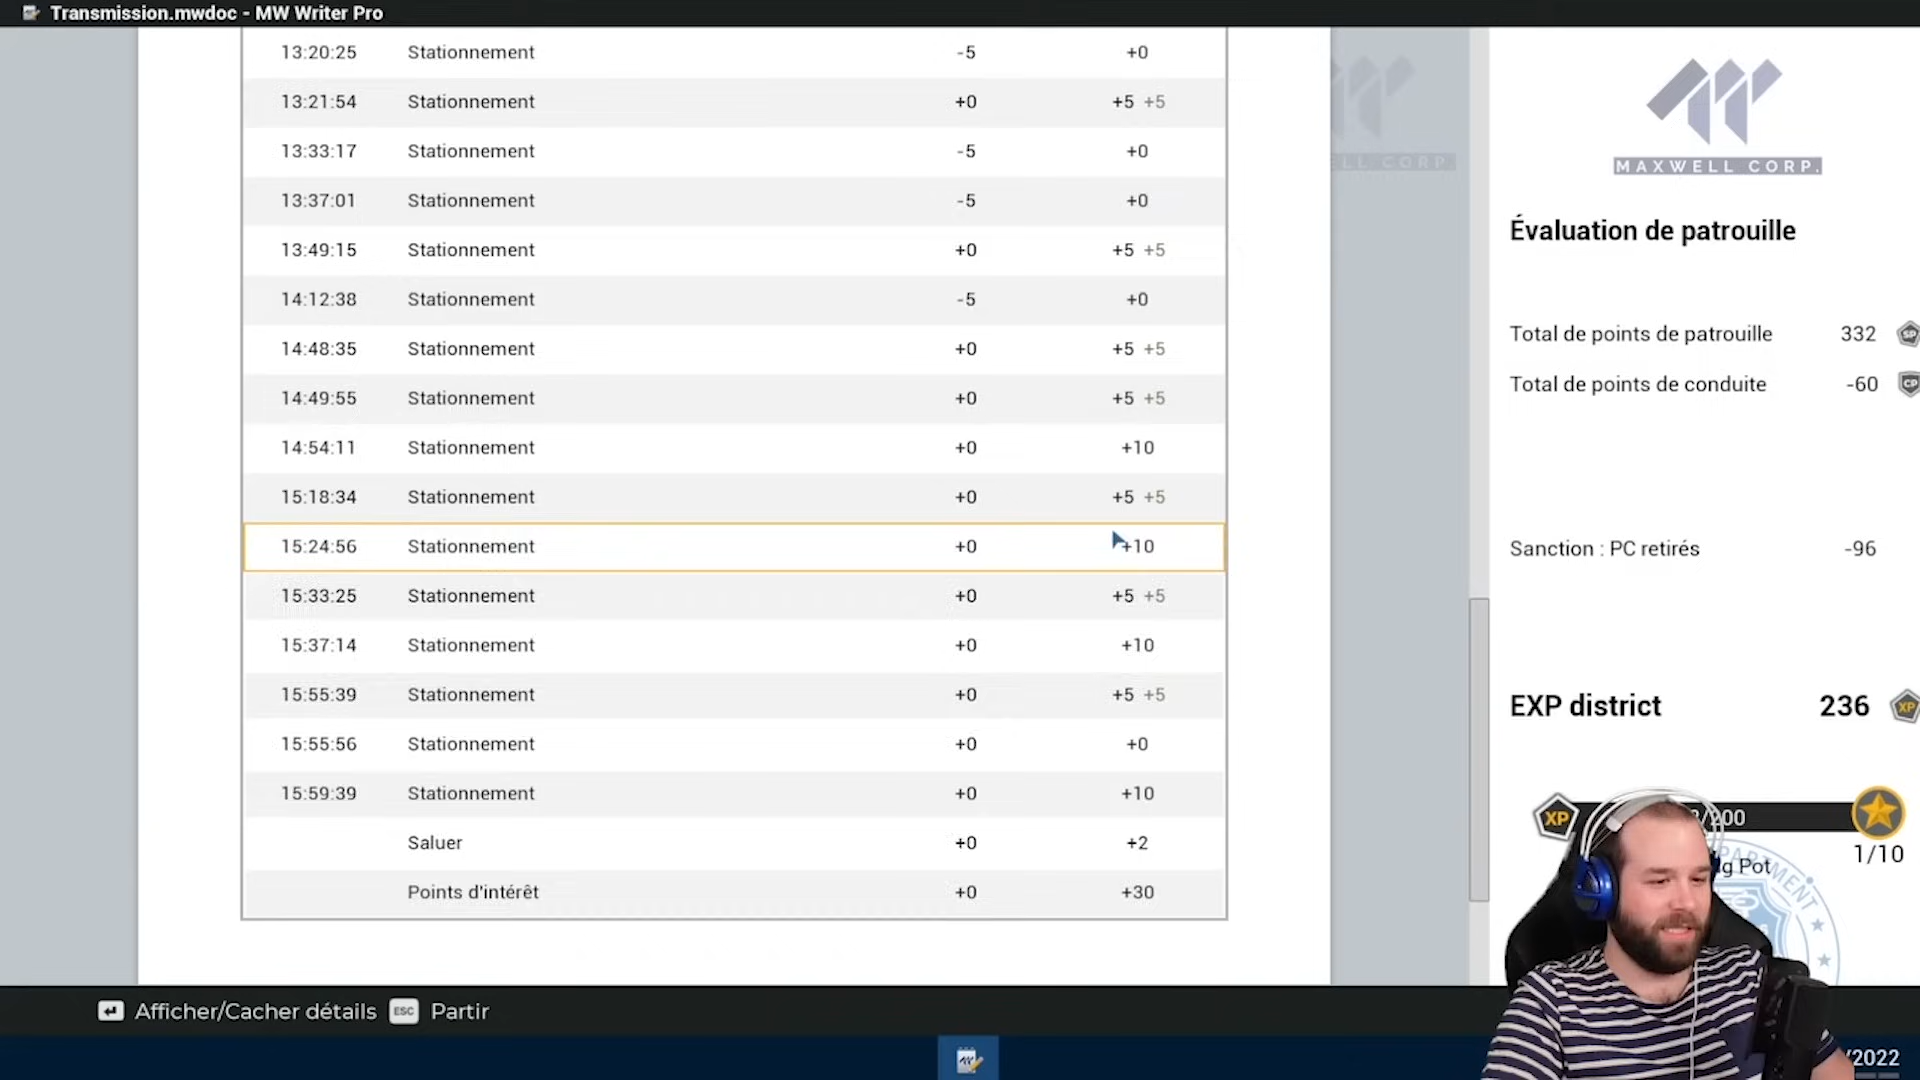 Transmission.mwdoc - MW Writer Pro
13:20:25 Stationnement -5 +0
13:21:54 Stationnement +0 +5 +5
13:33:17 Stationnement -5 +0
13:37:01 Stationnement -5 +0
13:49:15 Stationnement +0 +5 +5
14:12:38 Stationnement -5 +0
14:48:35 Stationnement +0 +5 +5
14:49:55 Stationnement +0 +5 +5
14:54:11 Stationnement +0 +10
15:18:34 Stationnement +0 +5 +5
15:24:56 Stationnement +0 +10
15:33:25 Stationnement +0 +5 +5
15:37:14 Stationnement +0 +10
15:55:39 Stationnement +0 +5 +5
15:55:56 Stationnement +0 +0
15:59:39 Stationnement +0 +10
Saluer +0 +2
Points d'intérêt +0 +30
MAXWELL CORP.
Évaluation de patrouille
Total de points de patrouille 332 SP
Total de points de conduite -60 CP
Sanction : PC retirés -96
EXP district 236 XP
XP /200
1/10
Pot
Afficher/Cacher détails ESC Partir
/2022